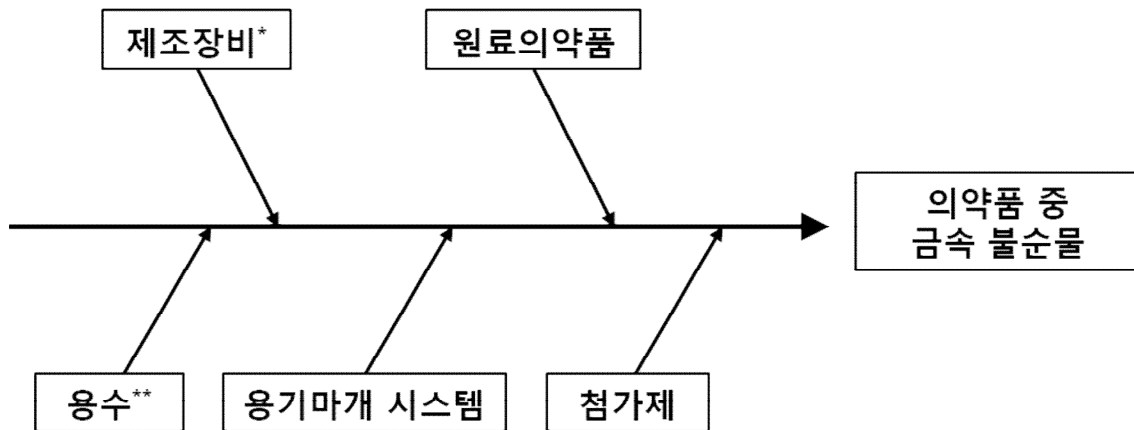 제조장비*
원료의약품
의약품 중
금속 불순물
용수**
용기마개 시스템
첨가제